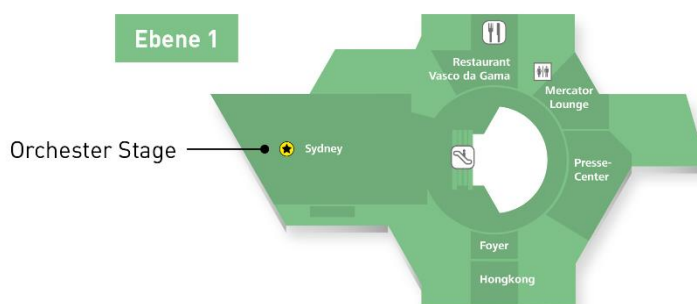 Ebene 1
Restaurant
Vasco da Gama
Mercator
Lounge
Orchester Stage
Sydney
Presse-
Center
Foyer
Hongkong